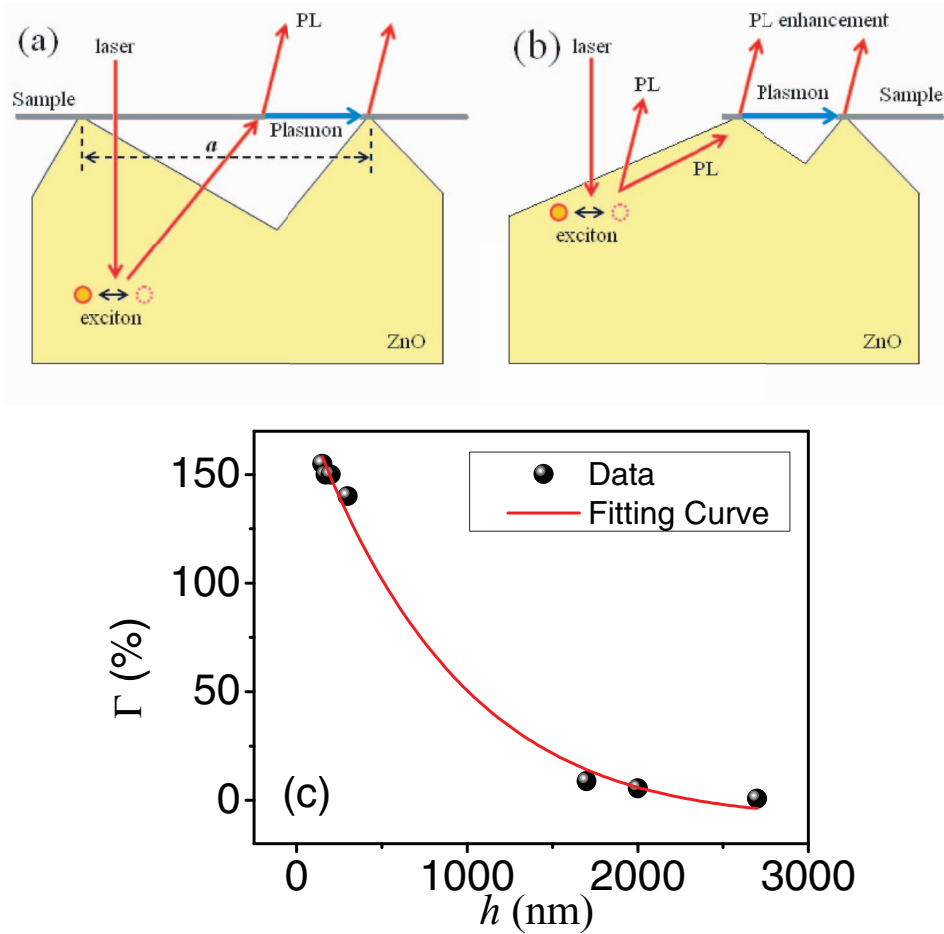 (a)
PL
laser
Sample
Plasmon
a
exciton
ZnO
(b)
PL enhancement
laser
PL
Plasmon
Sample
PL
exciton
ZnO
Data
Fitting Curve
150
100
50
0
Γ (%)
(c)
0 1000 2000 3000
h (nm)